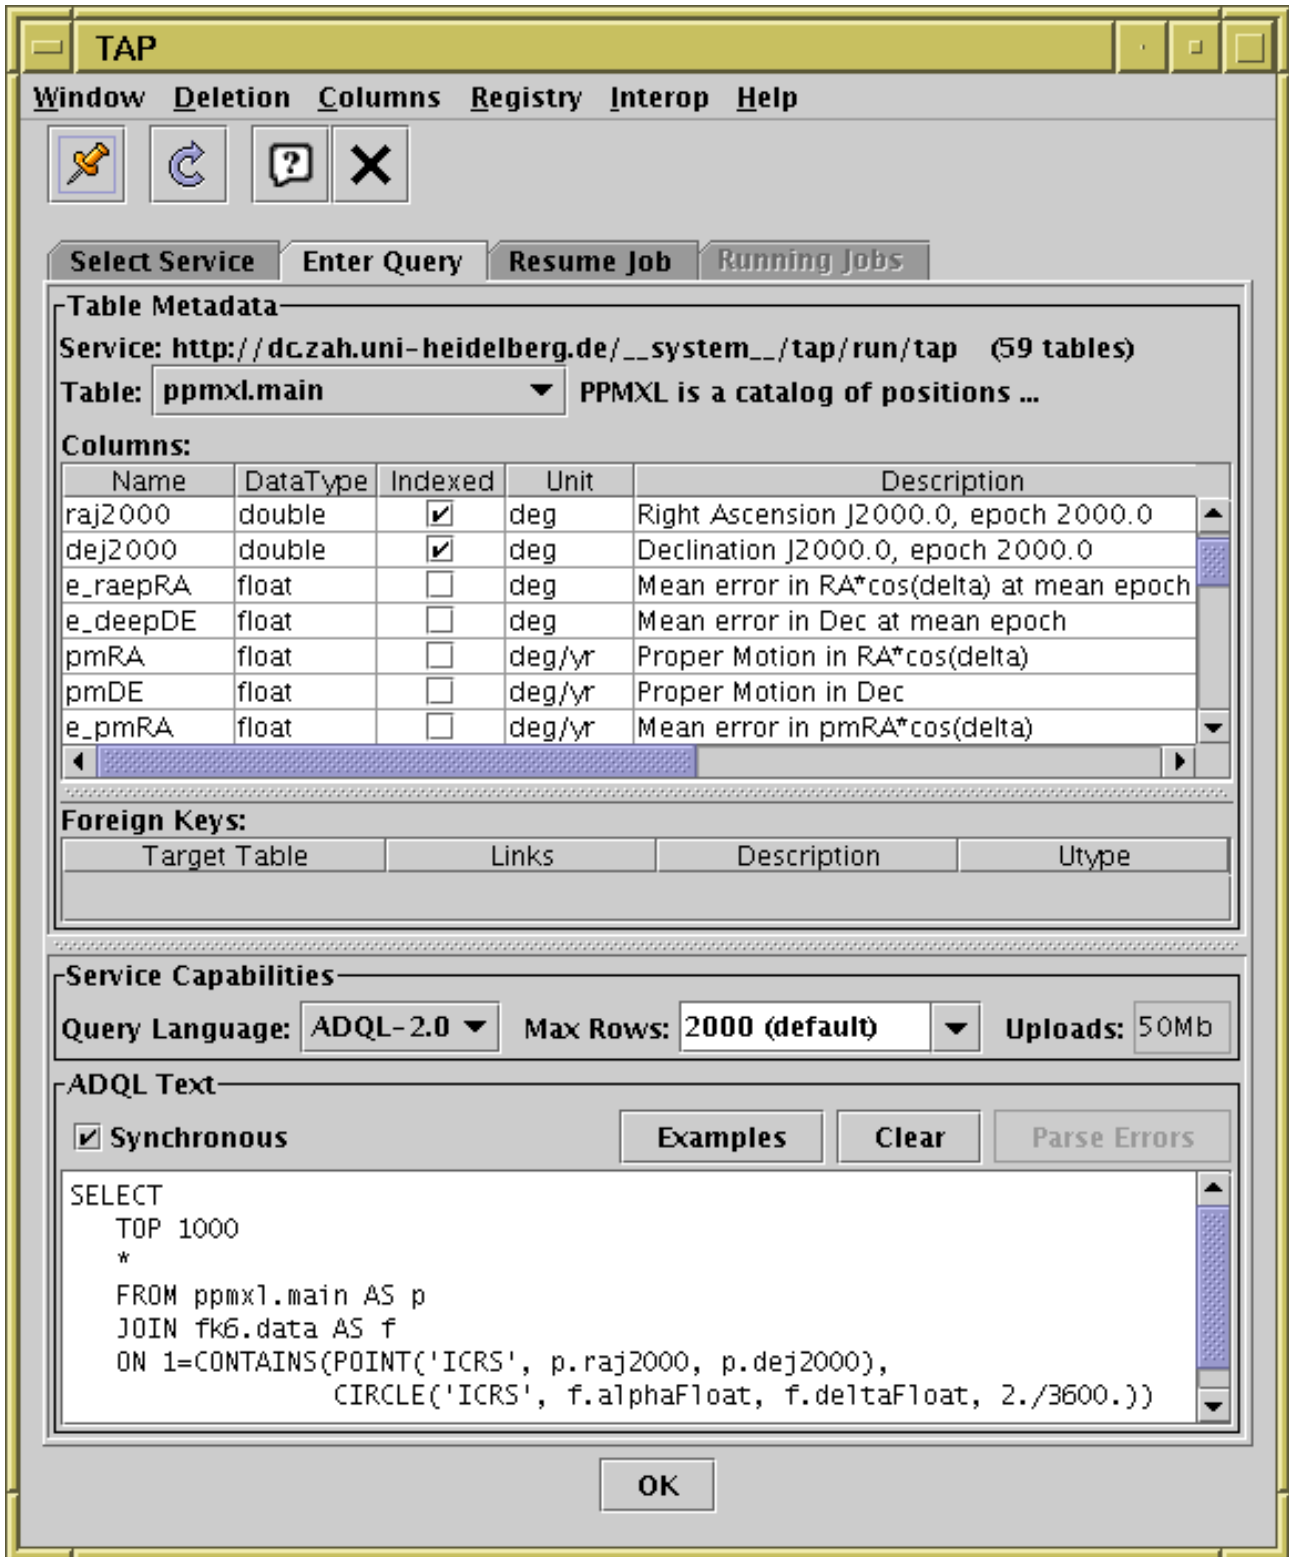 TAP
Window Deletion Columns Registry Interop Help
Select Service Enter Query Resume Job Running Jobs
Table Metadata
Service: http://dc.zah.uni-heidelberg.de/__system__/tap/run/tap (59 tables)
Table: ppmxl.main PPMXL is a catalog of positions ...
Columns:
Name DataType Indexed Unit Description
raj2000 double deg Right Ascension J2000.0, epoch 2000.0
dej2000 double deg Declination J2000.0, epoch 2000.0
e_raepRA float deg Mean error in RA*cos(delta) at mean epoch
e_deepDE float deg Mean error in Dec at mean epoch
pmRA float deg/yr Proper Motion in RA*cos(delta)
pmDE float deg/yr Proper Motion in Dec
e_pmRA float deg/yr Mean error in pmRA*cos(delta)
Foreign Keys:
Target Table Links Description Utype
Service Capabilities
Query Language: ADQL-2.0 Max Rows: 2000 (default) Uploads: 50Mb
ADQL Text
Synchronous Examples Clear Parse Errors
SELECT
TOP 1000
*
FROM ppmxl.main AS p
JOIN fk6.data AS f
ON 1=CONTAINS(POINT('ICRS', p.raj2000, p.dej2000),
CIRCLE('ICRS', f.alphaFloat, f.deltaFloat, 2./3600.))
OK